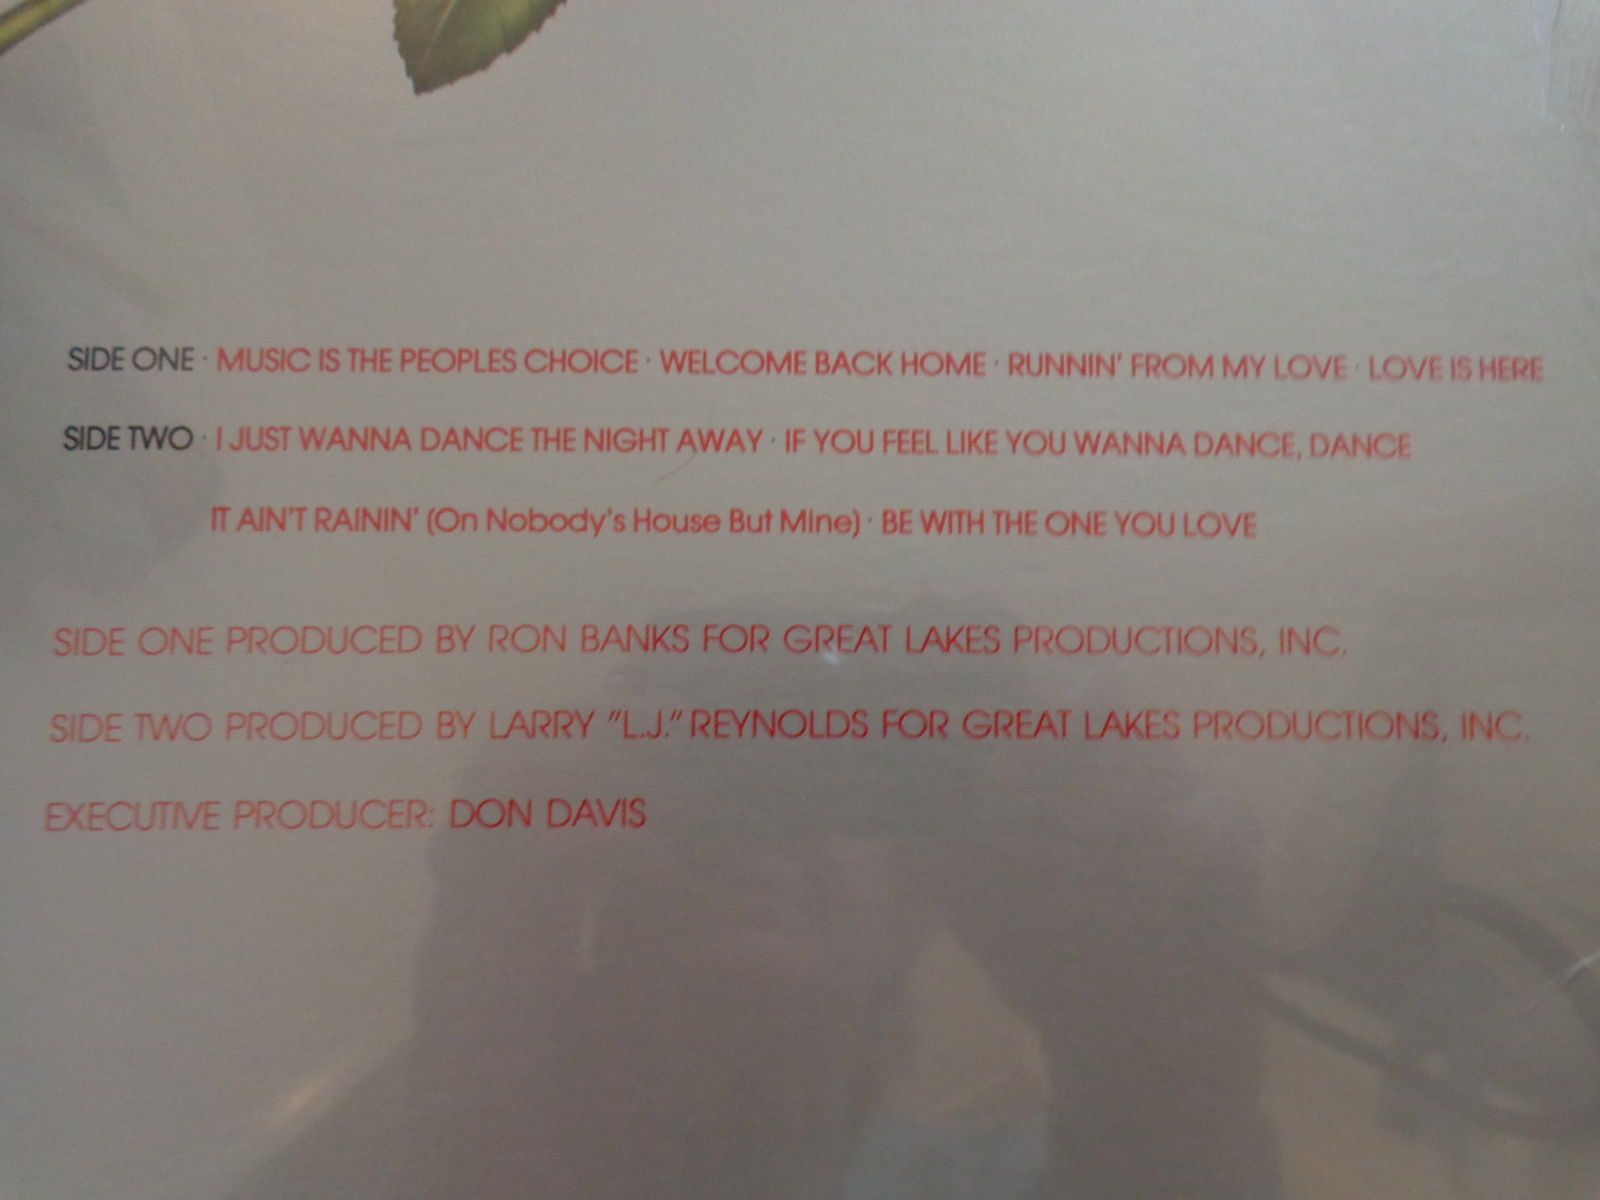 SIDE ONE · MUSIC IS THE PEOPLES CHOICE · WELCOME BACK HOME · RUNNIN' FROM MY LOVE · LOVE IS HERE
SIDE TWO · I JUST WANNA DANCE THE NIGHT AWAY · IF YOU FEEL LIKE YOU WANNA DANCE, DANCE
IT AIN'T RAININ' (On Nobody's House But Mine) · BE WITH THE ONE YOU LOVE
SIDE ONE PRODUCED BY RON BANKS FOR GREAT LAKES PRODUCTIONS, INC.
SIDE TWO PRODUCED BY LARRY "L.J." REYNOLDS FOR GREAT LAKES PRODUCTIONS, INC.
EXECUTIVE PRODUCER: DON DAVIS